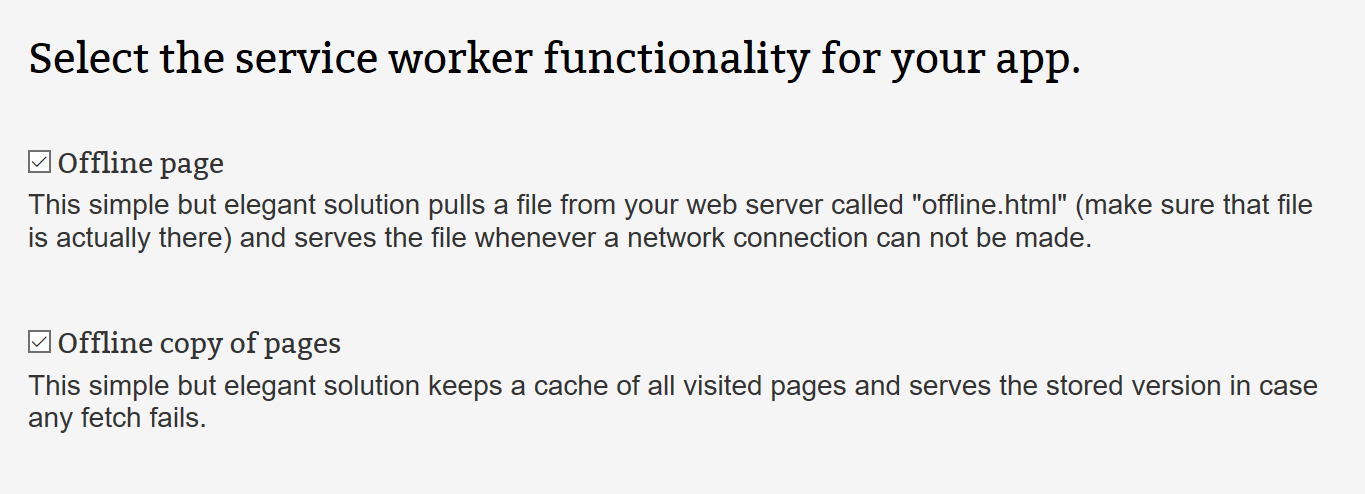 Select the service worker functionality for your app.
Offline page
This simple but elegant solution pulls a file from your web server called "offline.html" (make sure that file
is actually there) and serves the file whenever a network connection can not be made.
Offline copy of pages
This simple but elegant solution keeps a cache of all visited pages and serves the stored version in case
any fetch fails.